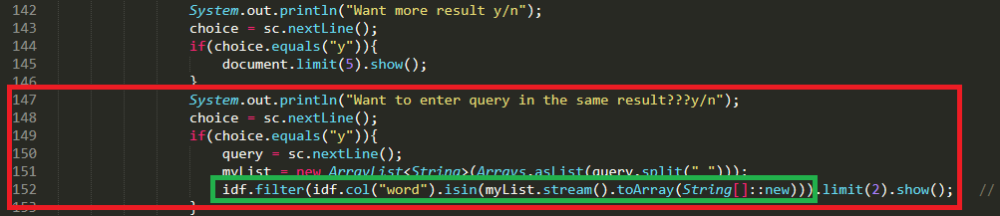 142 System.out.println("Want more result y/n");
143 choice = sc.nextLine();
144 if(choice.equals("y")){
145 document.limit(5).show();
146 }
147 System.out.println("Want to enter query in the same result???y/n");
148 choice = sc.nextLine();
149 if(choice.equals("y")){
150 query = sc.nextLine();
151 myList = new ArrayList<String>(Arrays.asList(query.split(" ")));
152 idf.filter(idf.col("word").isin(myList.stream().toArray(String[]::new))).limit(2).show(); //
153 }